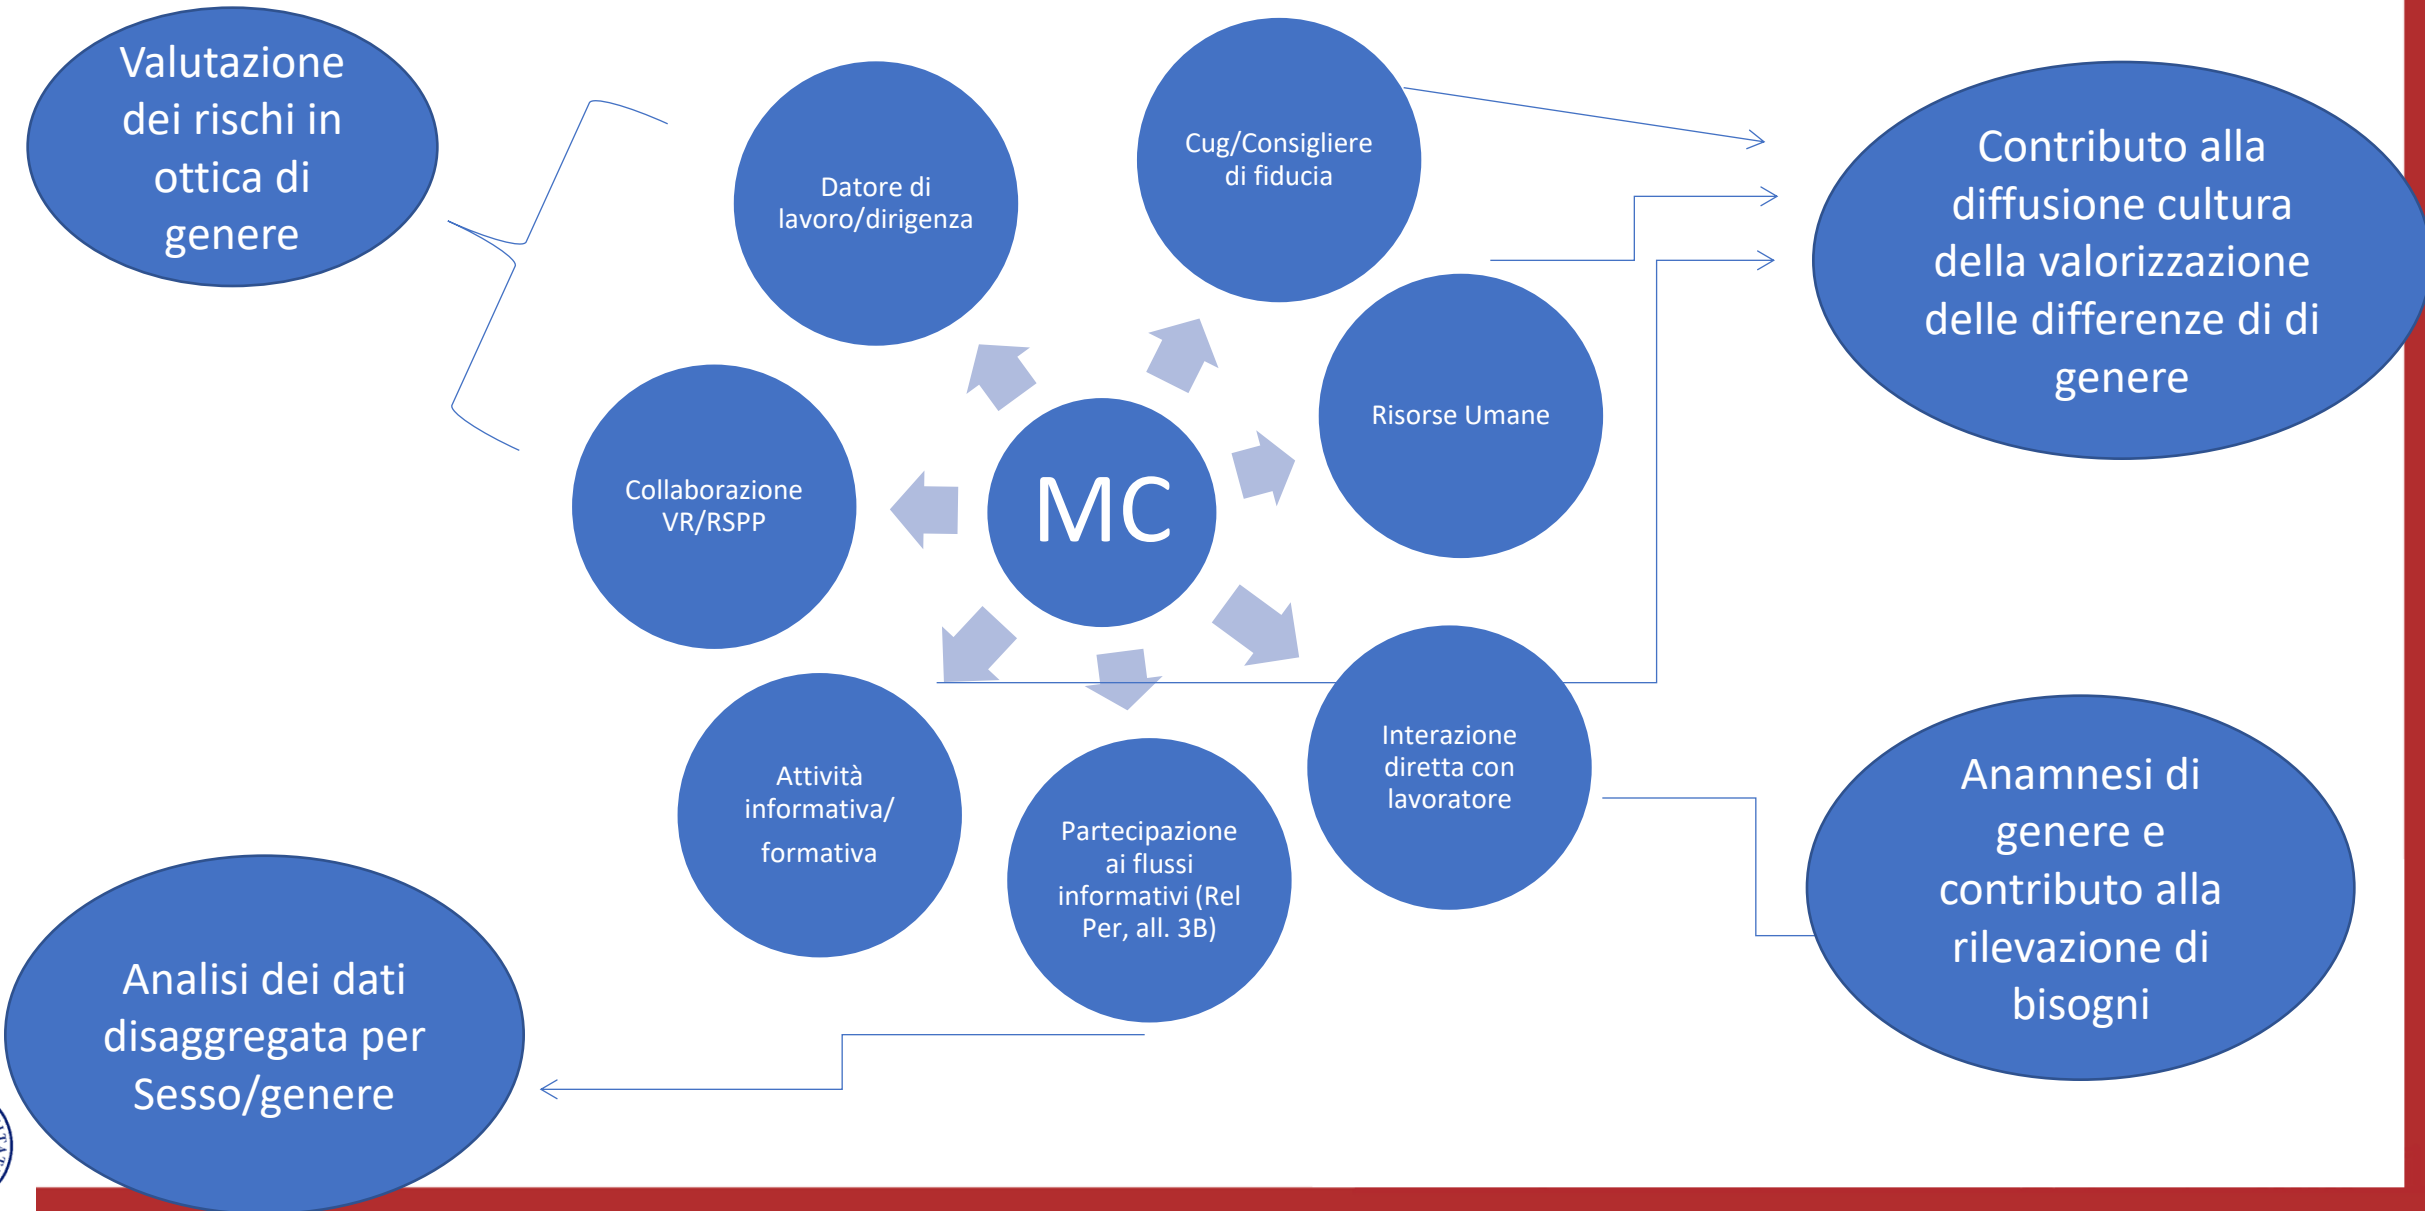 Valutazione
dei rischi in
ottica di
genere
Datore di
lavoro/dirigenza
Cug/Consigliere
di fiducia
Contributo alla
diffusione cultura
della valorizzazione
delle differenze di di
genere
Risorse Umane
Collaborazione
VR/RSPP
MC
Attività
informativa/
formativa
Partecipazione
ai flussi
informativi (Rel
Per, all. 3B)
Interazione
diretta con
lavoratore
Anamnesi di
genere e
contributo alla
rilevazione di
bisogni
Analisi dei dati
disaggregata per
Sesso/genere